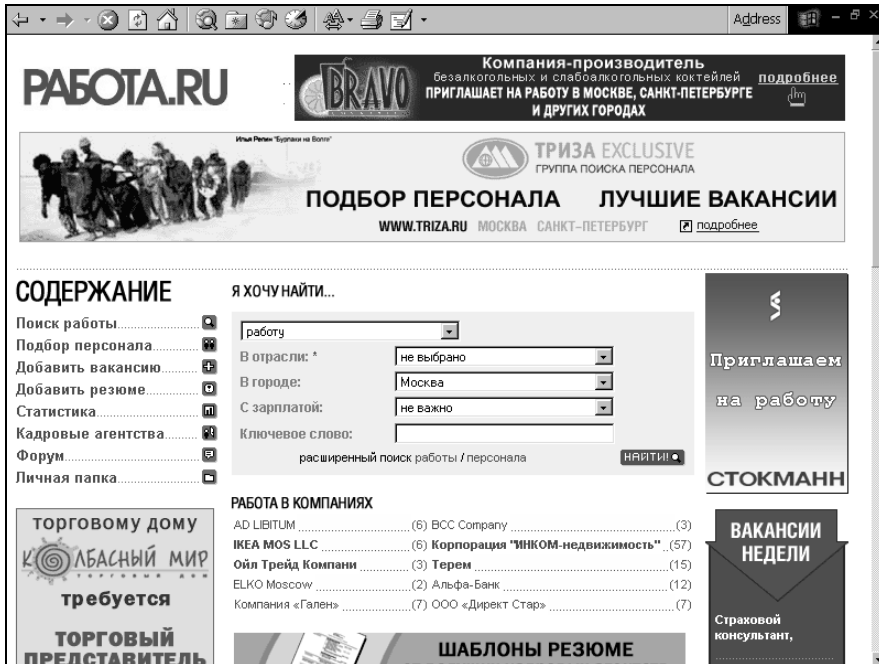 Address
РАБОТА.RU
BRAVO
Компания-производитель
безалкогольных и слабоалкогольных коктейлей
ПРИГЛАШАЕТ НА РАБОТУ В МОСКВЕ, САНКТ-ПЕТЕРБУРГЕ
И ДРУГИХ ГОРОДАХ
подробнее
Илья Репин "Бурлаки на Волге"
ТРИЗА EXCLUSIVE
ГРУППА ПОИСКА ПЕРСОНАЛА
ПОДБОР ПЕРСОНАЛА ЛУЧШИЕ ВАКАНСИИ
WWW.TRIZA.RU МОСКВА САНКТ-ПЕТЕРБУРГ подробнее
СОДЕРЖАНИЕ
Поиск работы
Подбор персонала
Добавить вакансию
Добавить резюме
Статистика
Кадровые агентства
Форум
Личная папка
Я ХОЧУ НАЙТИ...
работу
В отрасли: * не выбрано
В городе: Москва
С зарплатой: не важно
Ключевое слово:
расширенный поиск работы / персонала НАЙТИ!
Приглашаем
на работу
СТОКМАНН
РАБОТА В КОМПАНИЯХ
AD LIBITUM (6) BCC Company (3)
IKEA MOS LLC (6) Корпорация "ИНКОМ-недвижимость" (57)
Ойл Трейд Компани (3) Терем (15)
ELKO Moscow (2) Альфа-Банк (12)
Компания «Гален» (7) ООО «Директ Стар» (7)
ТОРГОВОМУ ДОМУ
КОЛБАСНЫЙ МИР
торговый дом
требуется
ТОРГОВЫЙ
ПРЕДСТАВИТЕЛЬ
ШАБЛОНЫ РЕЗЮМЕ
ВАКАНСИИ
НЕДЕЛИ
Страховой
консультант,